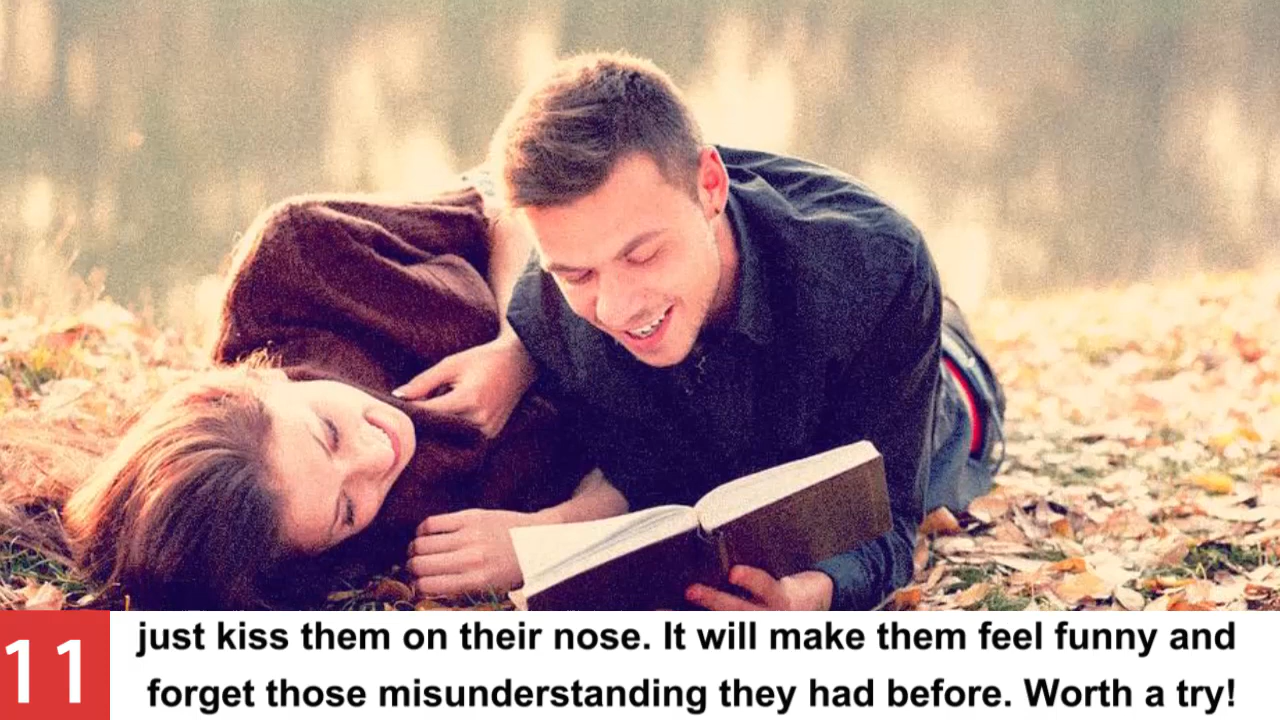 11
just kiss them on their nose. It will make them feel funny and
forget those misunderstanding they had before. Worth a try!